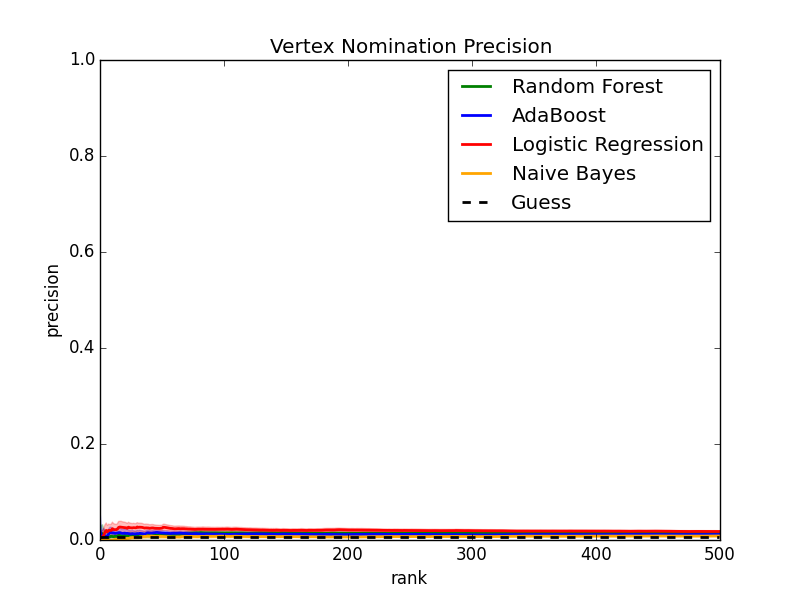 Vertex Nomination Precision
1.0
0.8
0.6
0.4
0.2
0.0
precision
Random Forest
AdaBoost
Logistic Regression
Naive Bayes
Guess
0 100 200 300 400 500
rank